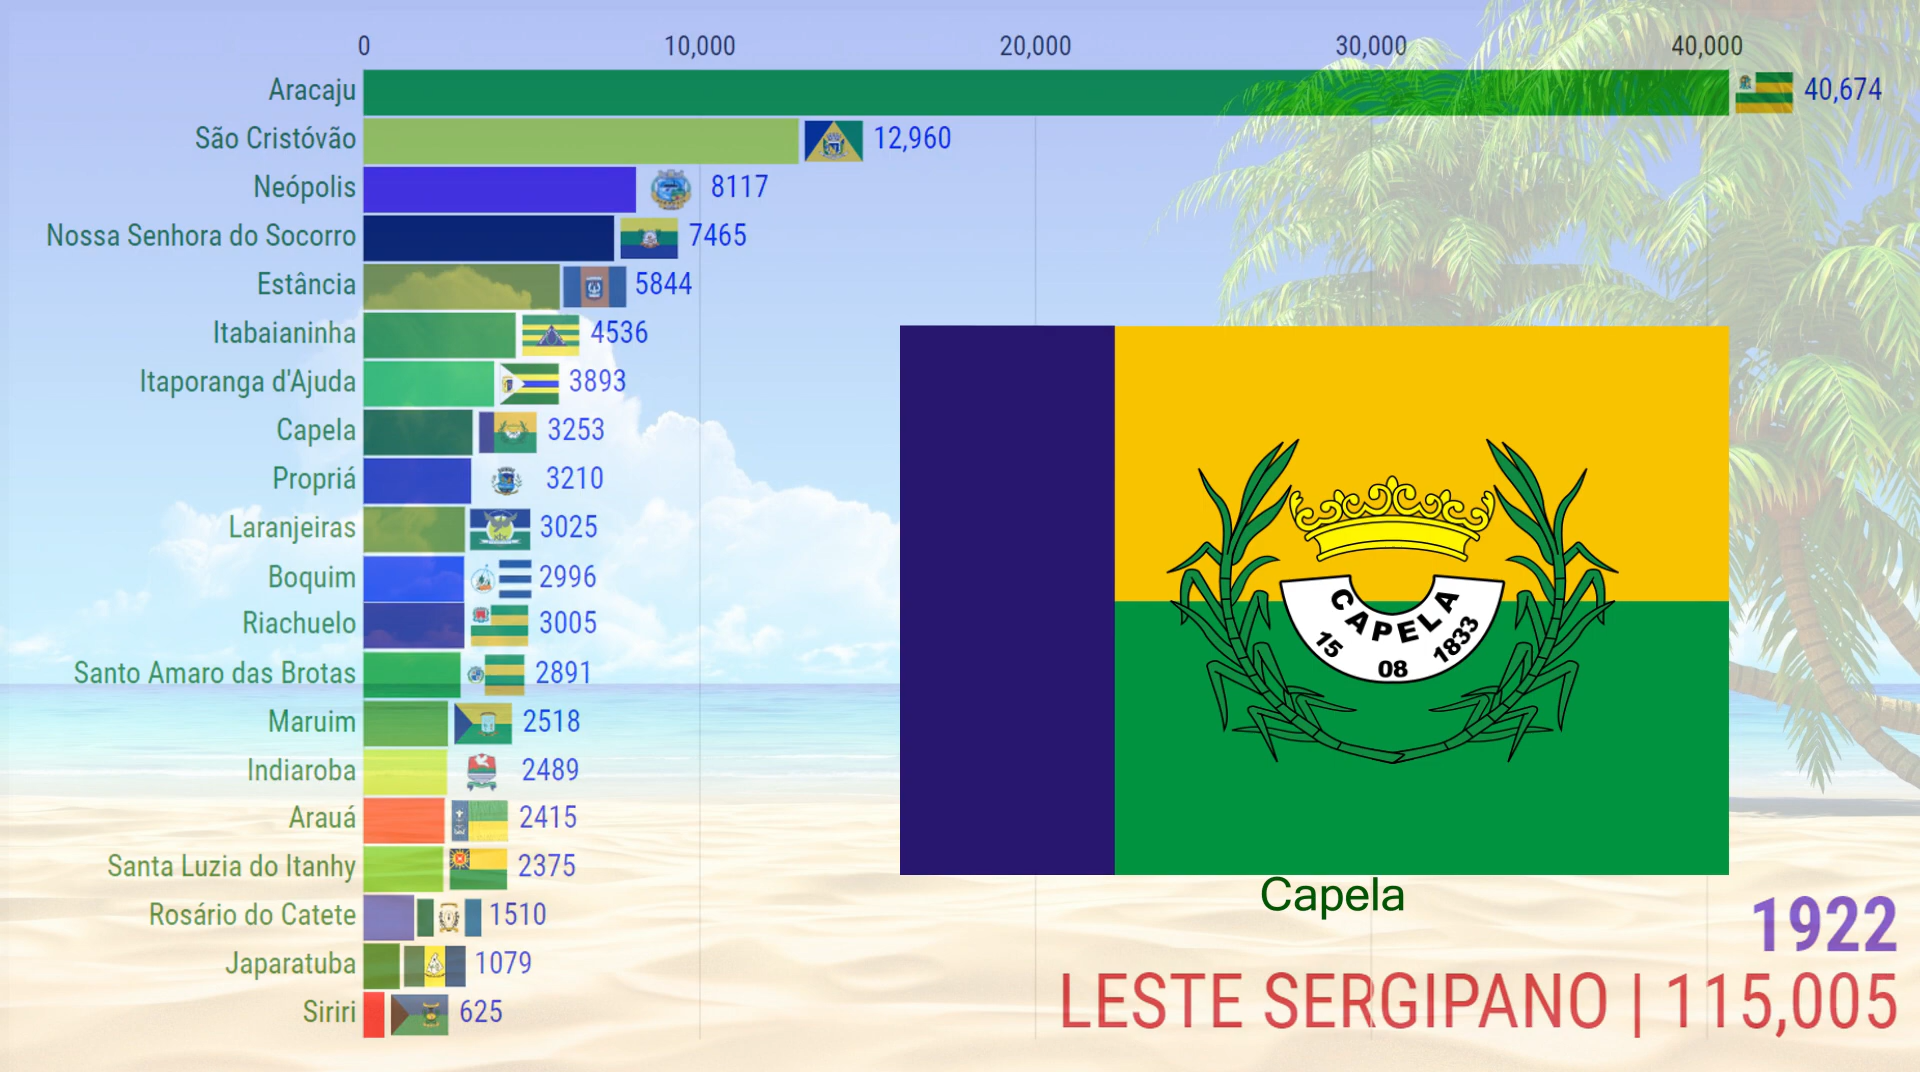 0 10,000 20,000 30,000 40,000
Aracaju 40,674
São Cristóvão 12,960
Neópolis 8117
Nossa Senhora do Socorro 7465
Estância 5844
Itabaianinha 4536
Itaporanga d'Ajuda 3893
Capela 3253
Propriá 3210
Laranjeiras 3025
Boquim 2996
Riachuelo 3005
Santo Amaro das Brotas 2891
Maruim 2518
Indiaroba 2489
Arauá 2415
Santa Luzia do Itanhy 2375
Rosário do Catete 1510
Japaratuba 1079
Siriri 625
CAPELA
15 08 1833
Capela
1922
LESTE SERGIPANO | 115,005